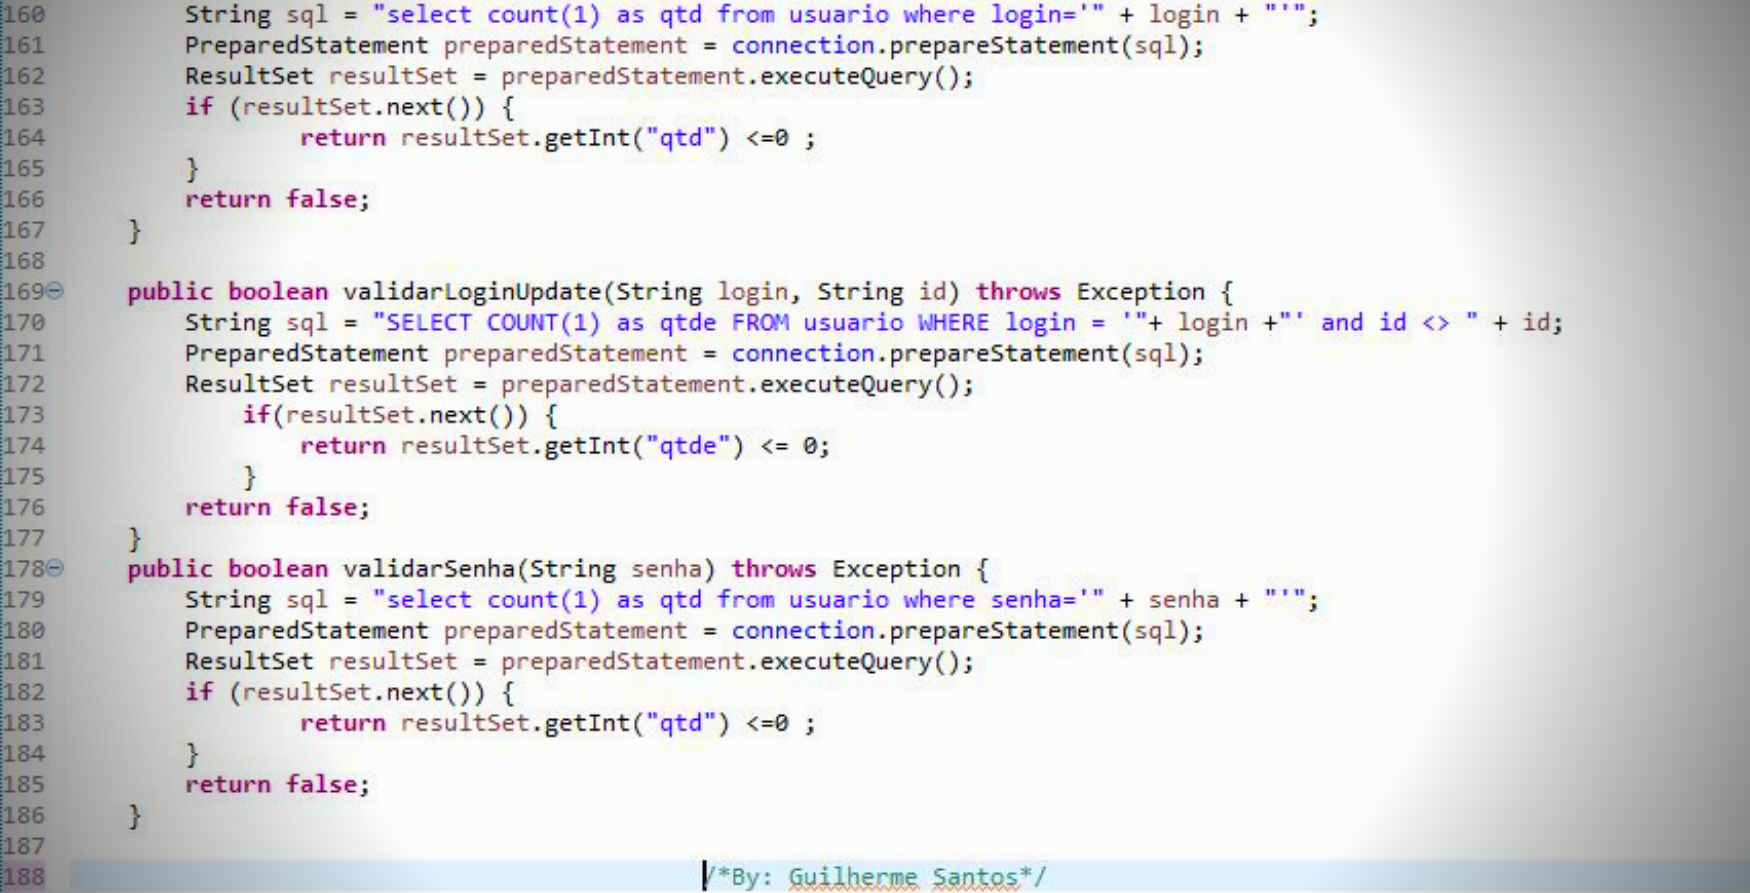 160 String sql = "select count(1) as qtd from usuario where login='" + login + "'";
161 PreparedStatement preparedStatement = connection.prepareStatement(sql);
162 ResultSet resultSet = preparedStatement.executeQuery();
163 if (resultSet.next()) {
164 return resultSet.getInt("qtd") <=0 ;
165 }
166 return false;
167 }
168
169 public boolean validarLoginUpdate(String login, String id) throws Exception {
170 String sql = "SELECT COUNT(1) as qtde FROM usuario WHERE login = '"+ login +"' and id <> " + id;
171 PreparedStatement preparedStatement = connection.prepareStatement(sql);
172 ResultSet resultSet = preparedStatement.executeQuery();
173 if(resultSet.next()) {
174 return resultSet.getInt("qtde") <= 0;
175 }
176 return false;
177 }
178 public boolean validarSenha(String senha) throws Exception {
179 String sql = "select count(1) as qtd from usuario where senha='" + senha + "'";
180 PreparedStatement preparedStatement = connection.prepareStatement(sql);
181 ResultSet resultSet = preparedStatement.executeQuery();
182 if (resultSet.next()) {
183 return resultSet.getInt("qtd") <=0 ;
184 }
185 return false;
186 }
187
188 /*By: Guilherme Santos*/